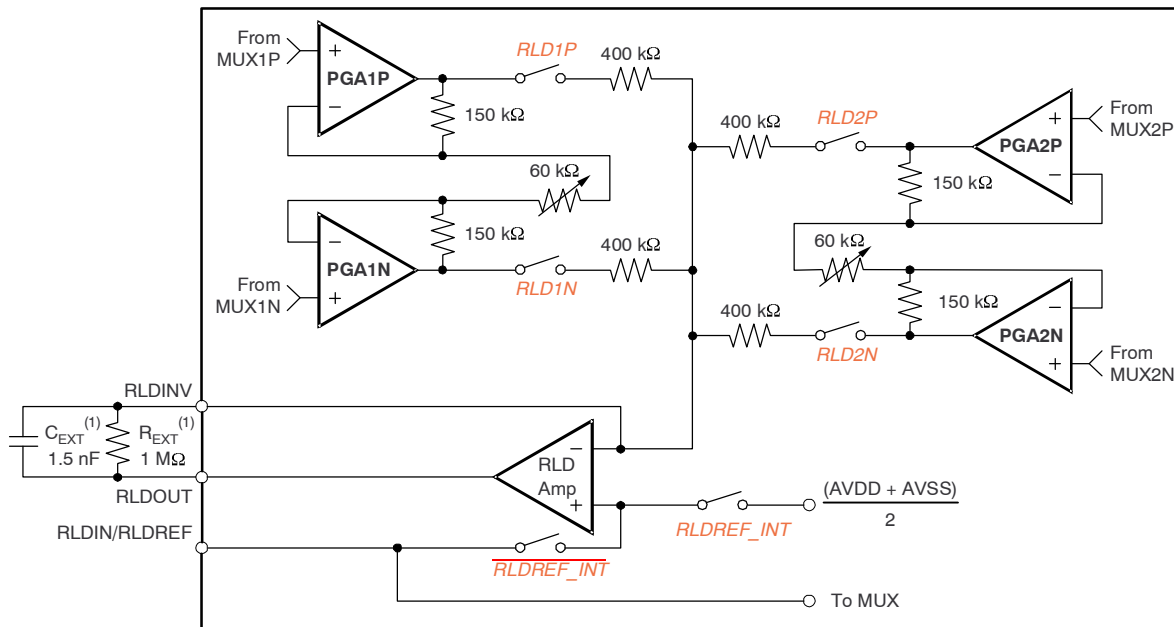 From
MUX1P
+
PGA1P
−
RLD1P
400 kΩ
150 kΩ
60 kΩ
−
PGA1N
+
150 kΩ
From
MUX1N
RLD1N
400 kΩ
400 kΩ
RLD2P
+
PGA2P
−
From
MUX2P
150 kΩ
60 kΩ
150 kΩ
400 kΩ
RLD2N
−
PGA2N
+
From
MUX2N
RLDINV
C_EXT (1)
1.5 nF
R_EXT (1)
1 MΩ
RLDOUT
RLDIN/RLDREF
−
RLD
Amp
+
RLDREF_INT
(AVDD + AVSS)
2
RLDREF_INT
To MUX